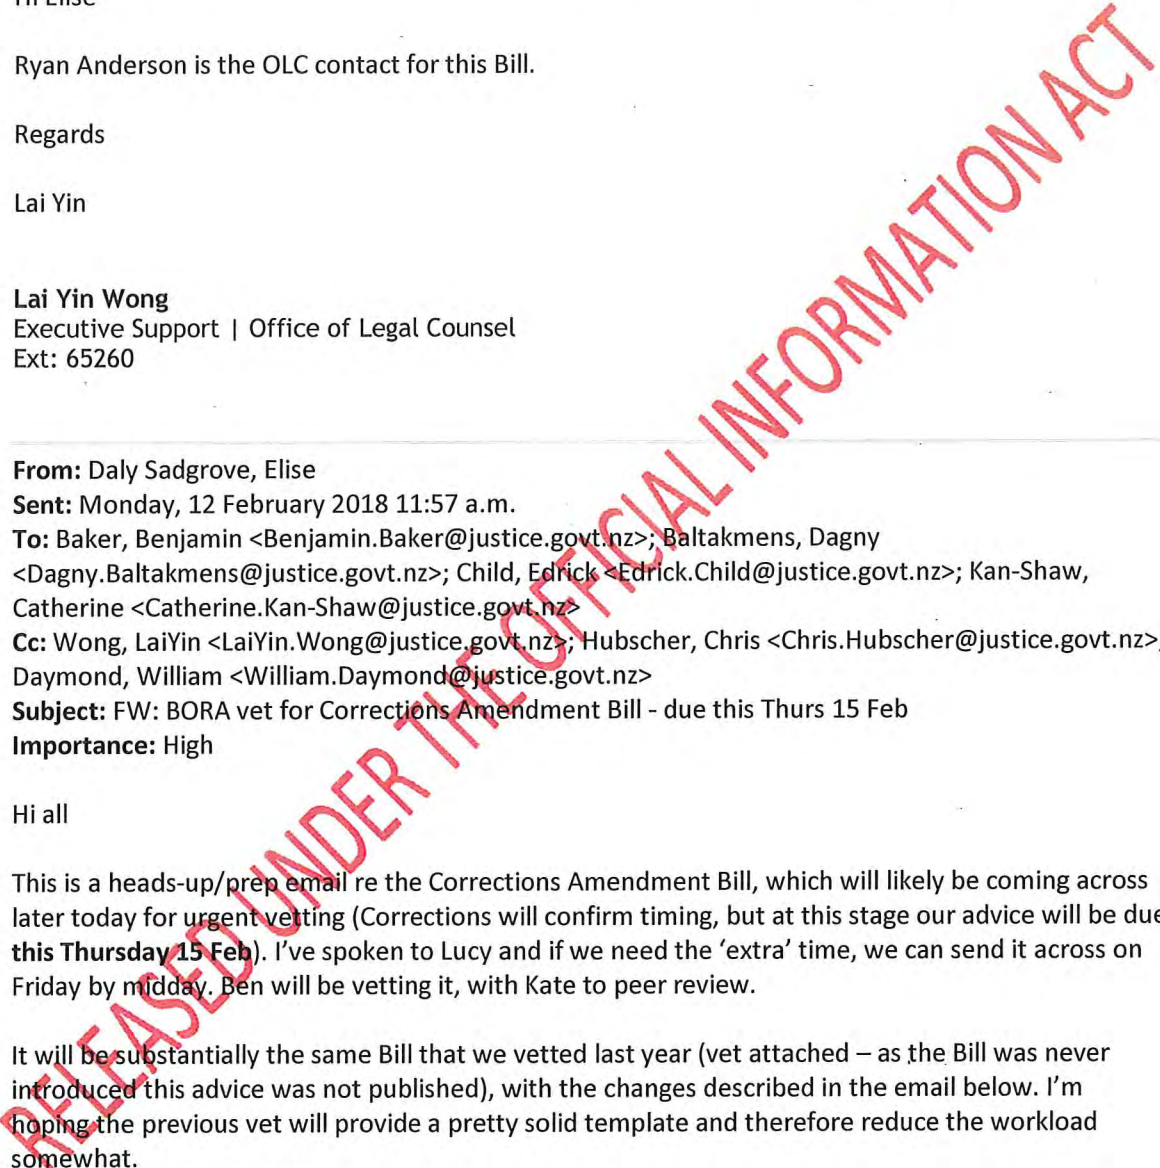 Hi Elise
Ryan Anderson is the OLC contact for this Bill.
Regards
Lai Yin
Lai Yin Wong
Executive Support | Office of Legal Counsel
Ext: 65260
From: Daly Sadgrove, Elise
Sent: Monday, 12 February 2018 11:57 a.m.
To: Baker, Benjamin <Benjamin.Baker@justice.govt.nz>; Baltakmens, Dagny
<Dagny.Baltakmens@justice.govt.nz>; Child, Edrick <Edrick.Child@justice.govt.nz>; Kan-Shaw,
Catherine <Catherine.Kan-Shaw@justice.govt.nz>
Cc: Wong, LaiYin <LaiYin.Wong@justice.govt.nz>; Hubscher, Chris <Chris.Hubscher@justice.govt.nz>;
Daymond, William <William.Daymond@justice.govt.nz>
Subject: FW: BORA vet for Corrections Amendment Bill - due this Thurs 15 Feb
Importance: High
Hi all
This is a heads-up/prep email re the Corrections Amendment Bill, which will likely be coming across
later today for urgent vetting (Corrections will confirm timing, but at this stage our advice will be due
this Thursday 15 Feb). I've spoken to Lucy and if we need the 'extra' time, we can send it across on
Friday by midday. Ben will be vetting it, with Kate to peer review.
It will be substantially the same Bill that we vetted last year (vet attached – as the Bill was never
introduced this advice was not published), with the changes described in the email below. I'm
hoping the previous vet will provide a pretty solid template and therefore reduce the workload
somewhat.
RELEASED UNDER THE OFFICIAL INFORMATION ACT